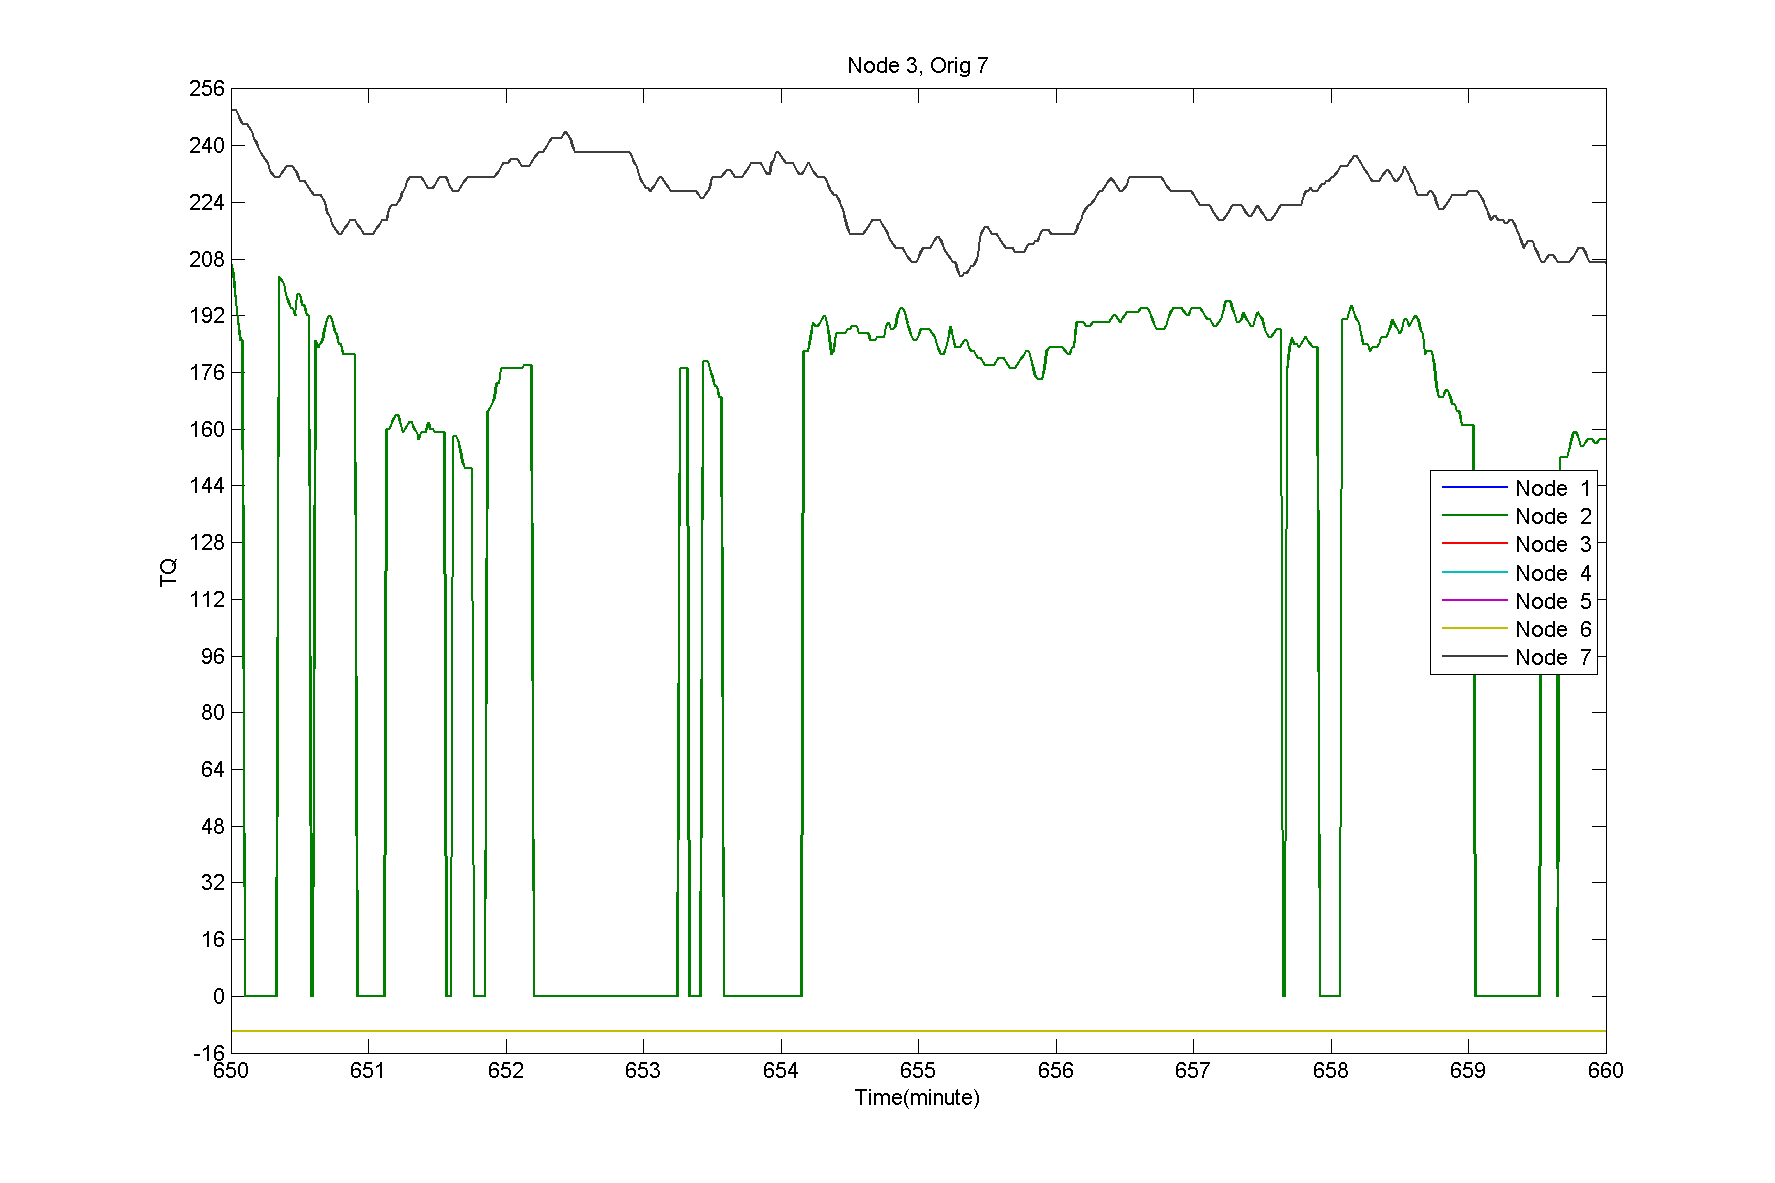 Node 3, Orig 7
256
240
224
208
192
176
160
144
128
112
96
80
64
48
32
16
0
-16
TQ
Node 1
Node 2
Node 3
Node 4
Node 5
Node 6
Node 7
650 651 652 653 654 655 656 657 658 659 660
Time(minute)